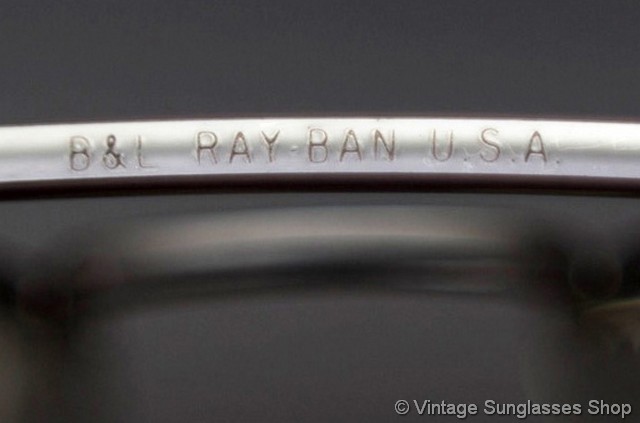 B&L RAY-BAN U.S.A.
© Vintage Sunglasses Shop